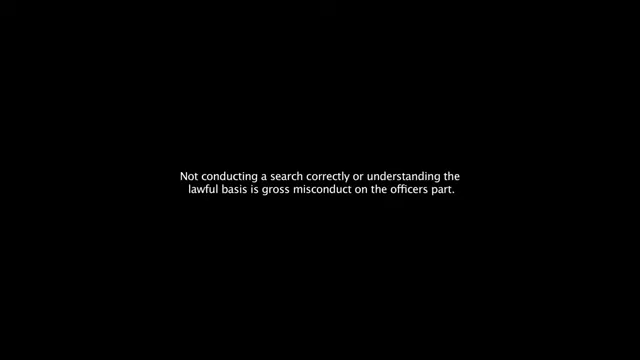 Not conducting a search correctly or understanding the
lawful basis is gross misconduct on the officers part.